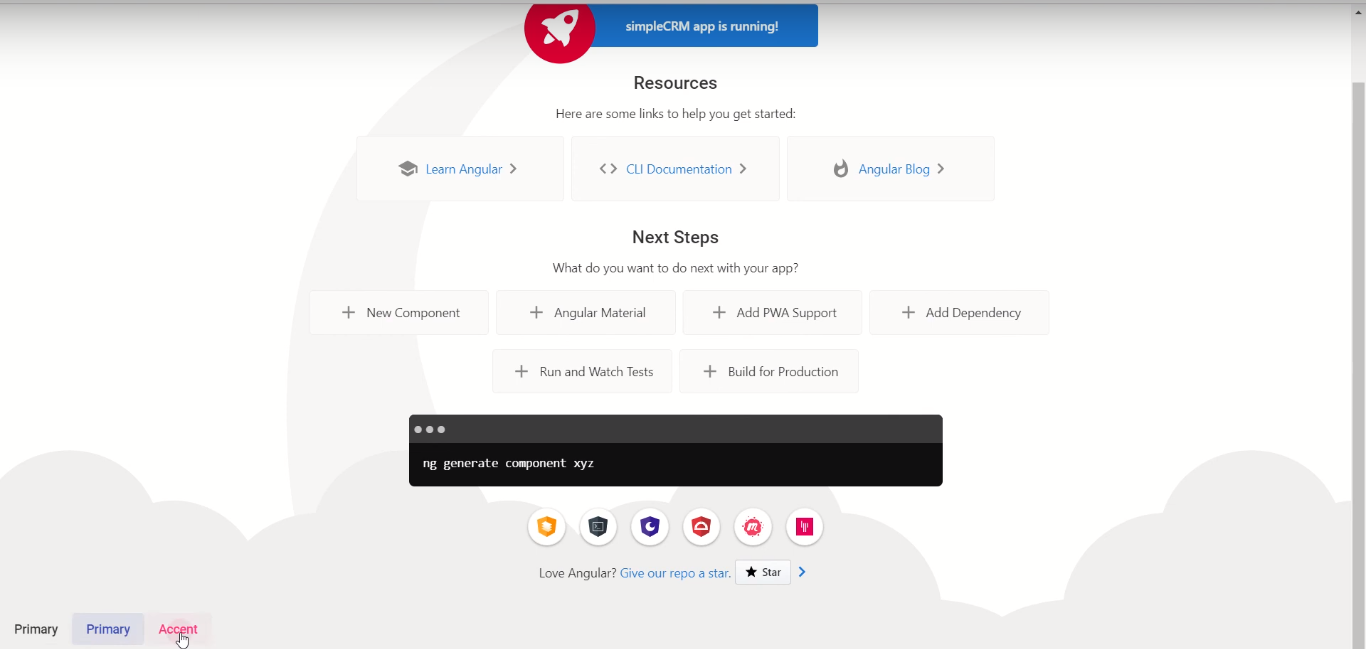 simpleCRM app is running!
Resources
Here are some links to help you get started:
Learn Angular
CLI Documentation
Angular Blog
Next Steps
What do you want to do next with your app?
New Component
Angular Material
Add PWA Support
Add Dependency
Run and Watch Tests
Build for Production
ng generate component xyz
Love Angular? Give our repo a star. Star
Primary Primary Accent